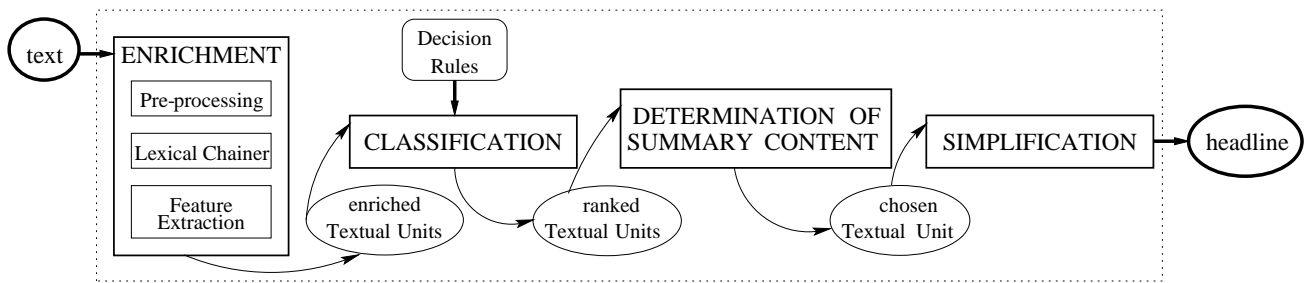 text
ENRICHMENT
Pre-processing
Lexical Chainer
Feature
Extraction
Decision
Rules
CLASSIFICATION
enriched
Textual Units
ranked
Textual Units
DETERMINATION OF
SUMMARY CONTENT
chosen
Textual Unit
SIMPLIFICATION
headline